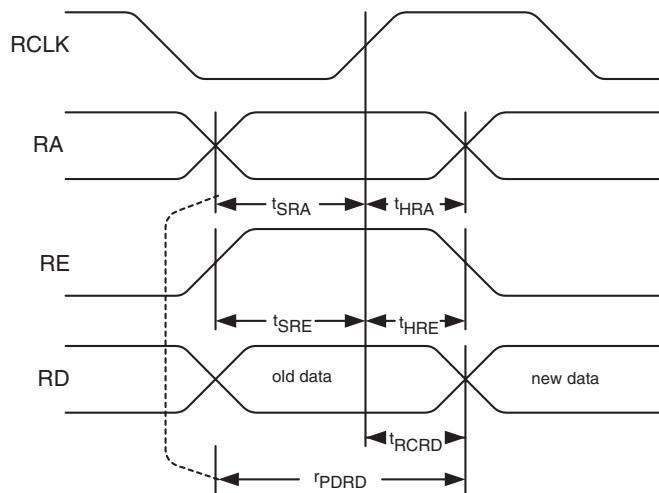 RCLK
RA
tSRA
tHRA
RE
tSRE
tHRE
RD
old data
new data
tRCRD
rPDRD